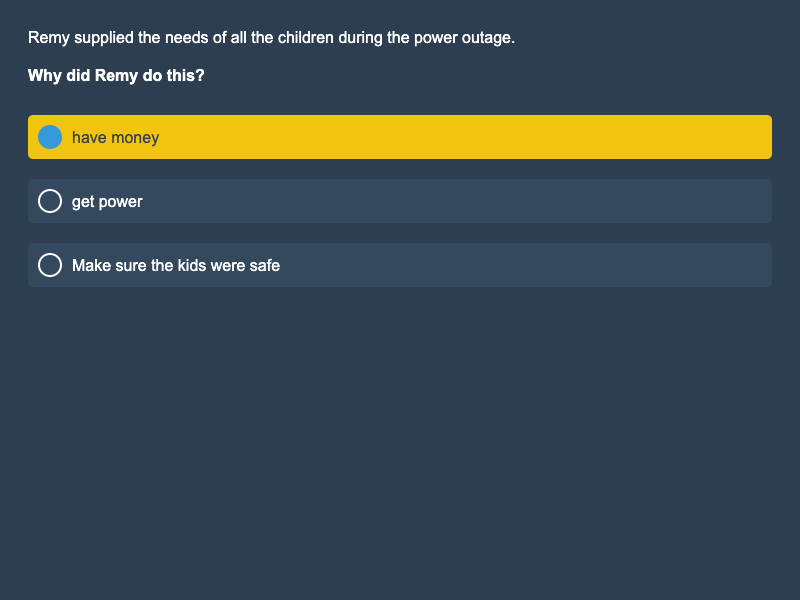 Remy supplied the needs of all the children during the power outage.
Why did Remy do this?
have money
get power
Make sure the kids were safe